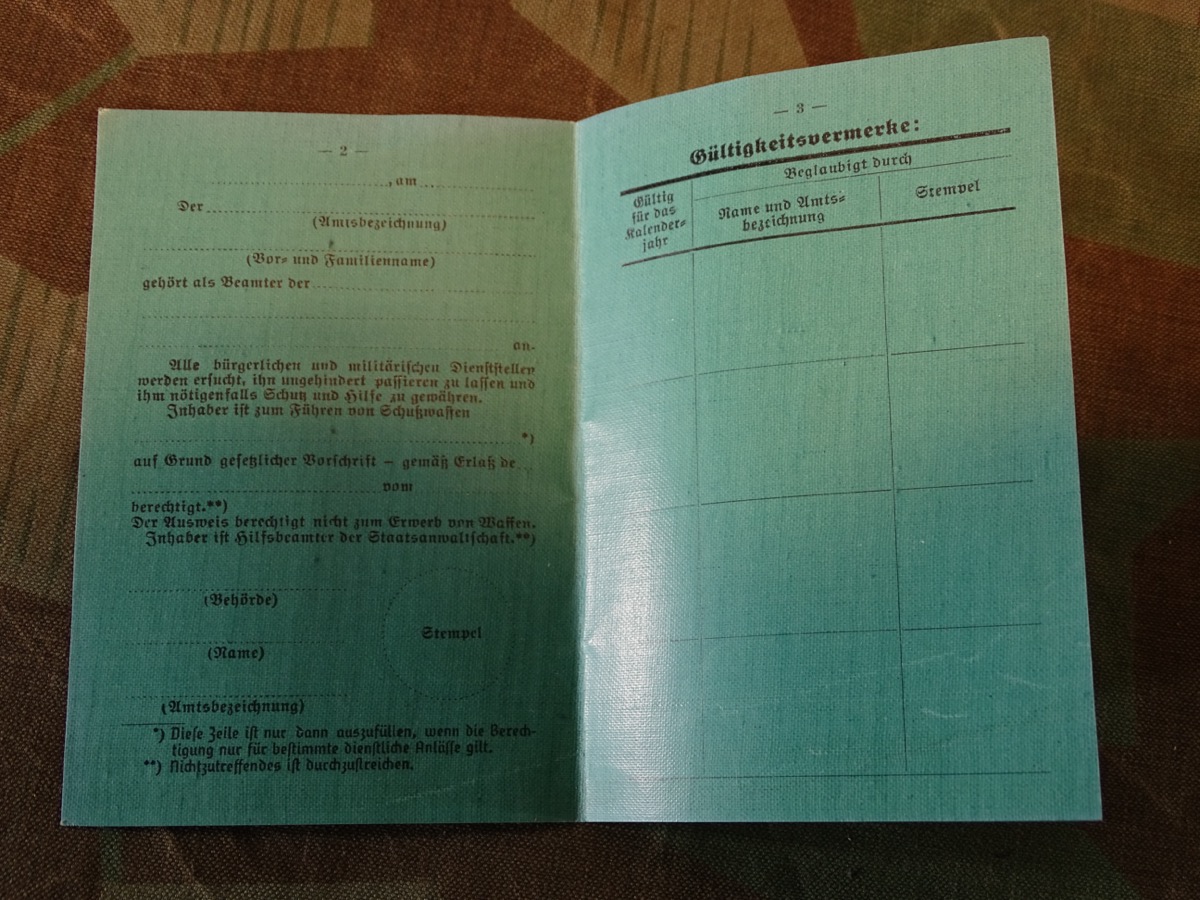 — 2 —
, am
Der
(Amtsbezeichnung)
(Vor= und Familienname)
gehört als Beamter der
an.
Alle bürgerlichen und militärischen Dienststellen
werden ersucht, ihn ungehindert passieren zu lassen und
ihm nötigenfalls Schutz und Hilfe zu gewähren.
Inhaber ist zum Führen von Schußwaffen
*)
auf Grund gesetzlicher Vorschrift – gemäß Erlaß de
vom
berechtigt.**)
Der Ausweis berechtigt nicht zum Erwerb von Waffen.
Inhaber ist Hilfsbeamter der Staatsanwaltschaft.**)
(Behörde)
Stempel
(Name)
(Amtsbezeichnung)
*) Diese Zeile ist nur dann auszufüllen, wenn die Berech-
tigung nur für bestimmte dienstliche Anlässe gilt.
**) Nichtzutreffendes ist durchzustreichen.
— 3 —
Gültigkeitsvermerke:
Gültig
für das
Kalender=
jahr
Beglaubigt durch
Name und Amts=
bezeichnung
Stempel